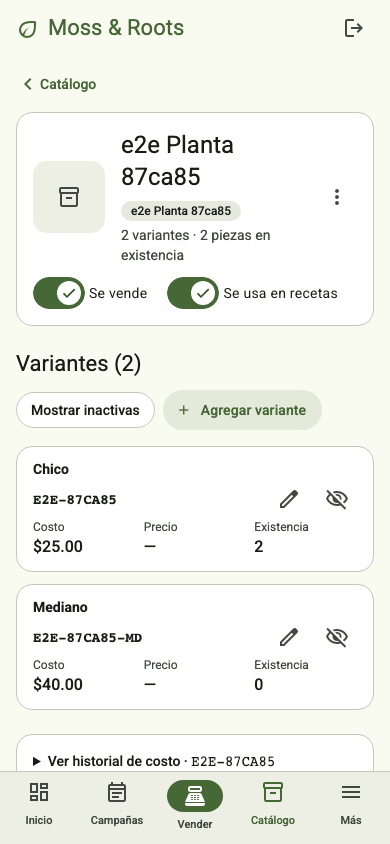 Moss & Roots
Catálogo
e2e Planta
87ca85
e2e Planta 87ca85
2 variantes · 2 piezas en
existencia
Se vende
Se usa en recetas
Variantes (2)
Mostrar inactivas
+ Agregar variante
Chico
E2E-87CA85
Costo Precio Existencia
$25.00 — 2
Mediano
E2E-87CA85-MD
Costo Precio Existencia
$40.00 — 0
Ver historial de costo · E2E-87CA85
Inicio Campañas Vender Catálogo Más